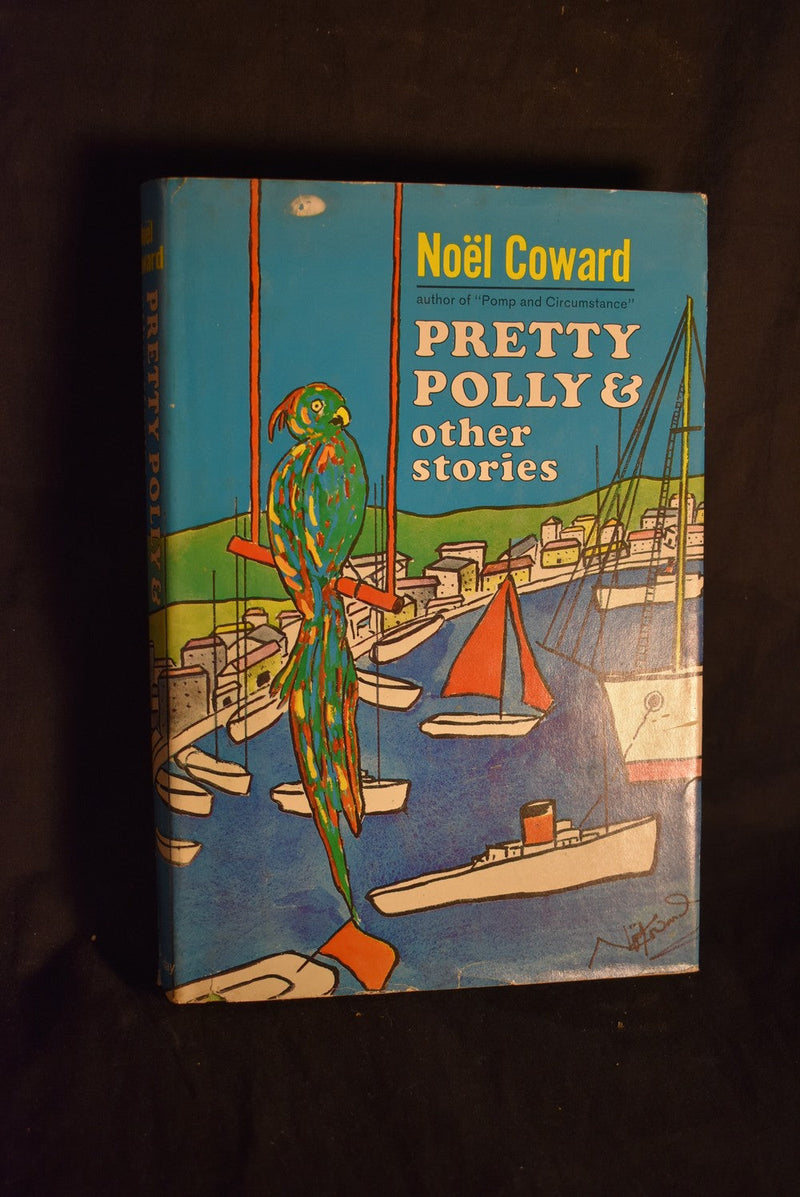 Noël Coward
author of "Pomp and Circumstance"
PRETTY
POLLY &
other
stories
Noël
Coward
PRETTY POLLY &